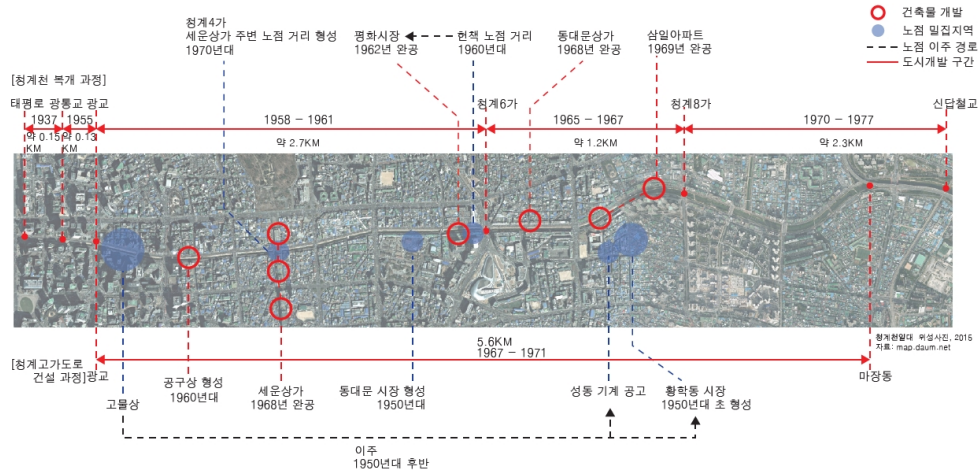 청계4가
세운상가 주변 노점 거리 형성
1970년대
평화시장
1962년 완공
헌책 노점 거리
1960년대
동대문상가
1968년 완공
삼일아파트
1969년 완공
건축물 개발
노점 밀집지역
노점 이주 경로
도시개발 구간
[청계천 복개 과정]
태평로 광통교 광교
청계6가
청계8가
신답철교
1937
1955
1958 - 1961
1965 - 1967
1970 - 1977
약 0.15
KM
약 0.13
KM
약 2.7KM
약 1.2KM
약 2.3KM
청계천일대 위성사진, 2015
자료: map.daum.net
5.6KM
1967 - 1971
[청계고가도로
건설 과정]
광교
마장동
고물상
공구상 형성
1960년대
세운상가
1968년 완공
동대문 시장 형성
1950년대
성동 기계 공고
황학동 시장
1950년대 초 형성
이주
1950년대 후반